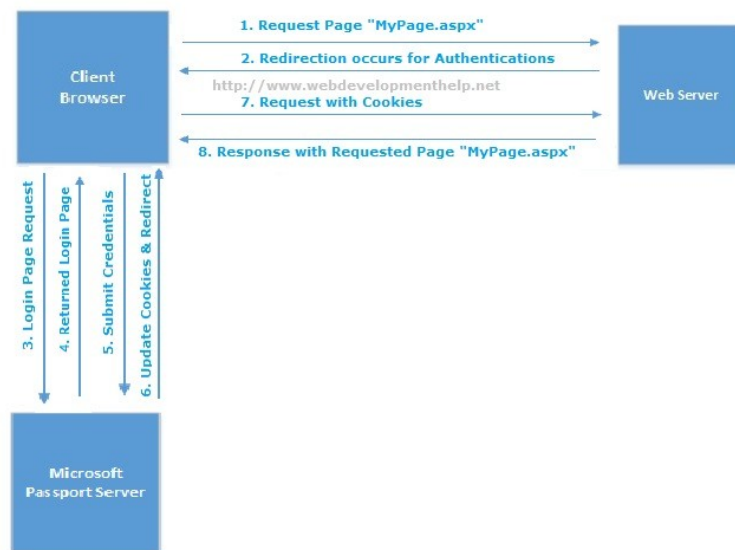 1. Request Page "MyPage.aspx"
2. Redirection occurs for Authentications
http://www.webdevelopmenthelp.net
7. Request with Cookies
8. Response with Requested Page "MyPage.aspx"
Client
Browser
Web Server
3. Login Page Request
4. Returned Login Page
5. Submit Credentials
6. Update Cookies & Redirect
Microsoft
Passport Server